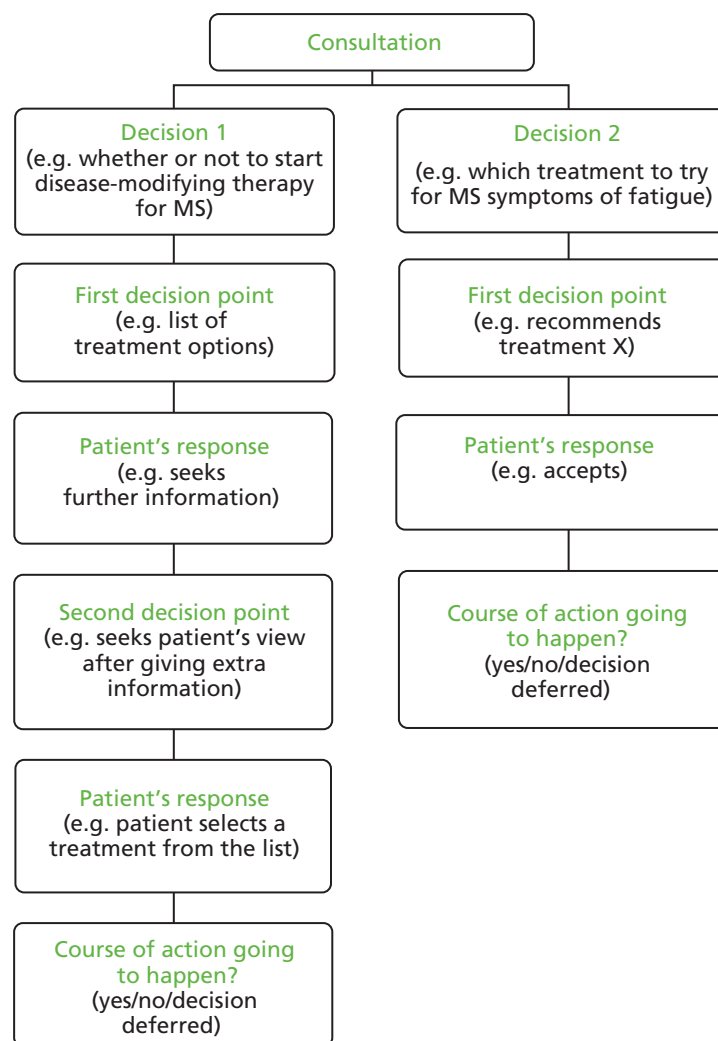 Consultation
Decision 1
(e.g. whether or not to start
disease-modifying therapy
for MS)
First decision point
(e.g. list of
treatment options)
Patient’s response
(e.g. seeks
further information)
Second decision point
(e.g. seeks patient’s view
after giving extra
information)
Patient’s response
(e.g. patient selects a
treatment from the list)
Course of action going
to happen?
(yes/no/decision
deferred)
Decision 2
(e.g. which treatment to try
for MS symptoms of fatigue)
First decision point
(e.g. recommends
treatment X)
Patient’s response
(e.g. accepts)
Course of action going
to happen?
(yes/no/decision
deferred)